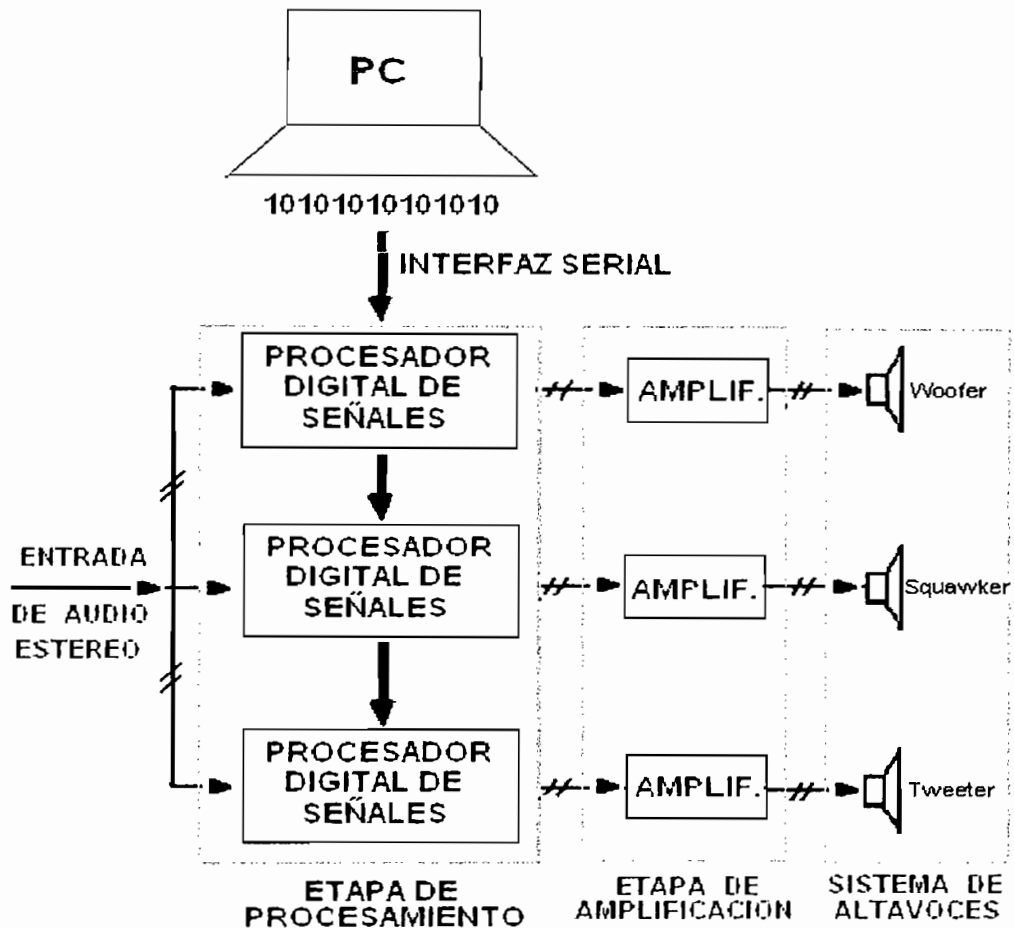 PC
10101010101010
INTERFAZ SERIAL
PROCESADOR
DIGITAL DE
SEÑALES
AMPLIF.
Woofer
ENTRADA
DE AUDIO
ESTEREO
PROCESADOR
DIGITAL DE
SEÑALES
AMPLIF.
Squawker
PROCESADOR
DIGITAL DE
SEÑALES
AMPLIF.
Tweeter
ETAPA DE
PROCESAMIENTO
ETAPA DE
AMPLIFICACION
SISTEMA DE
ALTAVOCES